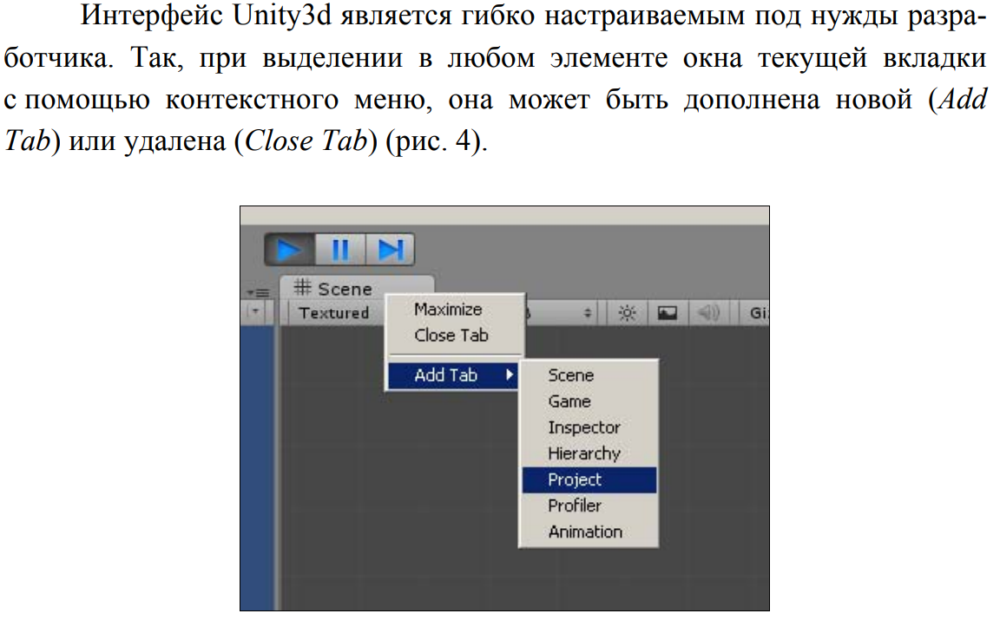 Интерфейс Unity3d является гибко настраиваемым под нужды разра-
ботчика. Так, при выделении в любом элементе окна текущей вкладки
с помощью контекстного меню, она может быть дополнена новой (Add
Tab) или удалена (Close Tab) (рис. 4).
Scene
Textured
Maximize
Close Tab
Add Tab
Scene
Game
Inspector
Hierarchy
Project
Profiler
Animation